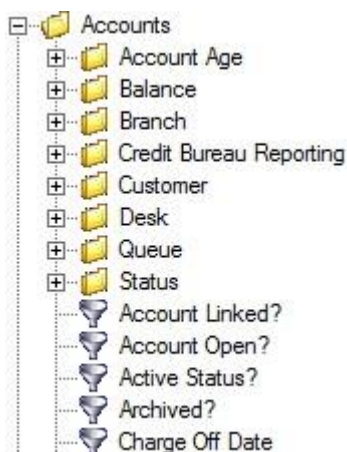 Accounts
Account Age
Balance
Branch
Credit Bureau Reporting
Customer
Desk
Queue
Status
Account Linked?
Account Open?
Active Status?
Archived?
Charge Off Date